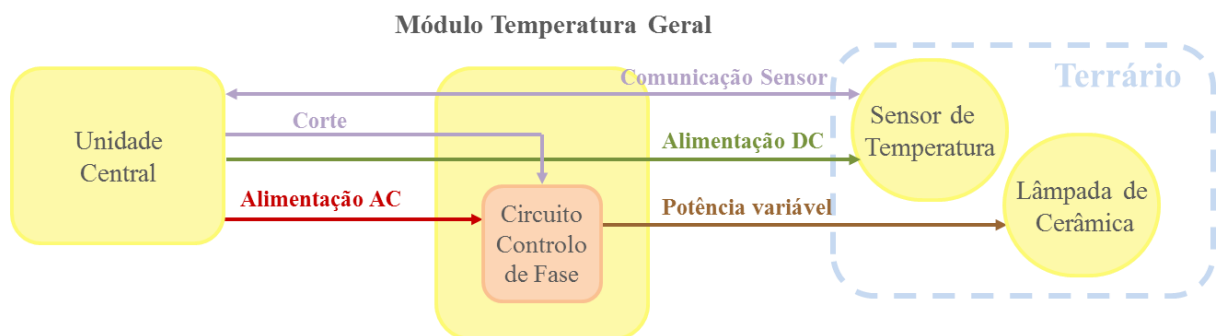 Módulo Temperatura Geral
Terrário
Comunicação Sensor
Unidade
Central
Corte
Sensor de
Temperatura
Alimentação DC
Alimentação AC
Circuito
Controlo
de Fase
Potência variável
Lâmpada de
Cerâmica